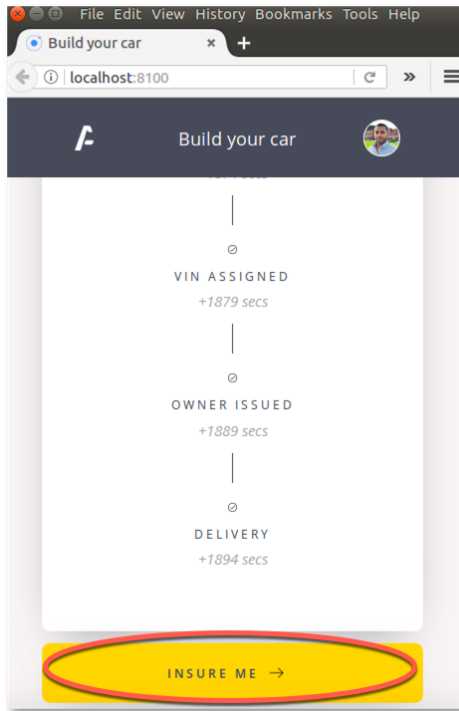 File Edit View History Bookmarks Tools Help
Build your car
localhost:8100
Build your car
VIN ASSIGNED
+1879 secs
OWNER ISSUED
+1889 secs
DELIVERY
+1894 secs
INSURE ME →